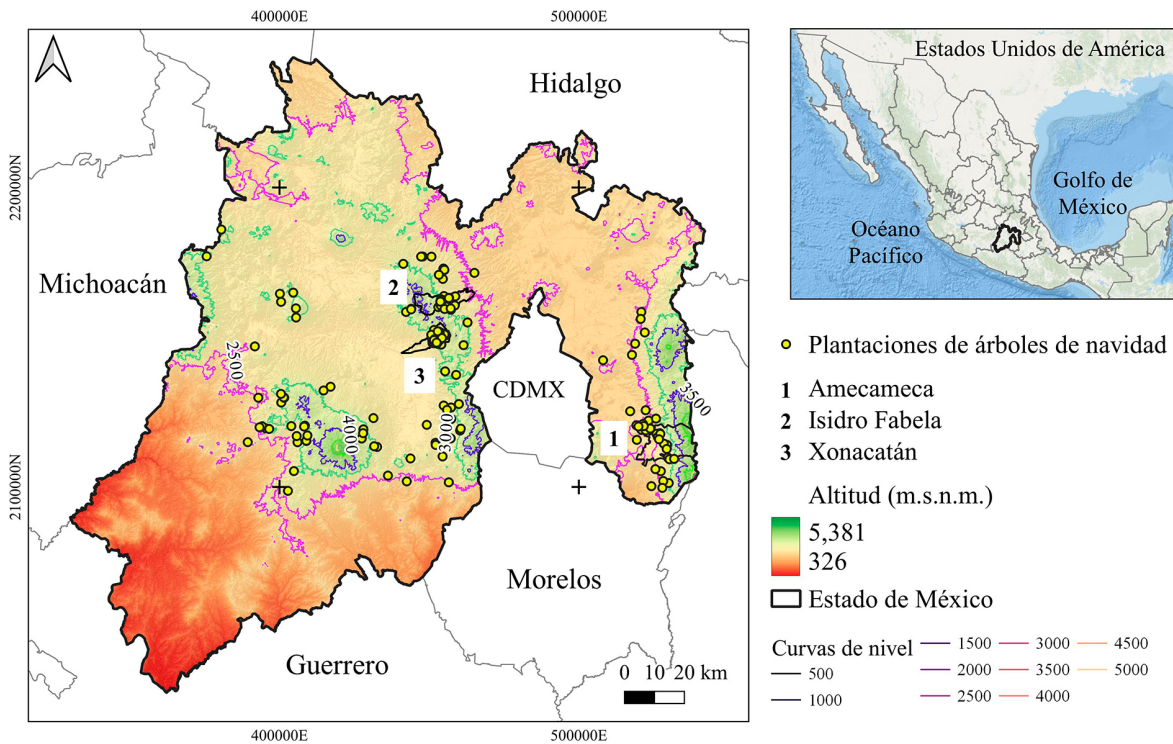 400000E
500000E
2200000N
2100000N
Hidalgo
Michoacán
2
3
2500
4000
3000
CDMX
1
3500
Morelos
Guerrero
0 10 20 km
400000E
500000E
Estados Unidos de América
Golfo de
México
Océano
Pacífico
Plantaciones de árboles de navidad
1 Amecameca
2 Isidro Fabela
3 Xonacatán
Altitud (m.s.n.m.)
5,381
326
Estado de México
Curvas de nivel
500
1000
1500
2000
2500
3000
3500
4000
4500
5000